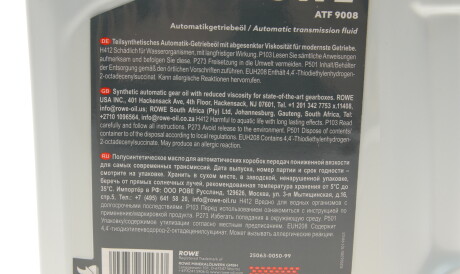 ATF 9008
Automatikgetriebeöl / Automatic transmission fluid
DE Teilsynthetisches Automatik-Getriebeöl mit abgesenkter Viskosität für modernste Getriebe.
H412 Schädlich für Wasserorganismen, mit langfristiger Wirkung. P103 Lesen Sie sämtliche Anweisungen
aufmerksam und befolgen Sie diese. P273 Freisetzung in die Umwelt vermeiden. P501 Inhalt/Behälter
der Entsorgung gemäß den örtlichen Vorschriften zuführen. EUH208 Enthält 4,4'-Thiodiethylenhydrogen-
2-octadecenylsuccinat. Kann allergische Reaktionen hervorrufen.
GB Synthetic automatic gear oil with reduced viscosity for state-of-the-art gearboxes. ROWE
USA INC., 401 Hackensack Ave, 4th Floor, Hackensack, NJ 07601, Tel. +1 201 342 7753 x.11468,
info@rowe-oil.us. ROWE South Africa (Pty) Ltd, Johannesburg, Gauteng, South Africa, Tel:
+2710 1096564, info@rowe-oil.co.za H412 Harmful to aquatic life with long lasting effects. P103 Read
carefully and follow all instructions. P273 Avoid release to the environment. P501 Dispose of contents/
container to of the disposal according to local regulations. EUH208 Contains 4,4'-Thiodiethylenhydrogen-
2-octadecenylsuccinate. May produce an allergic reaction.
RU Полусинтетическое масло для автоматических коробок передач пониженной вязкости
для самых современных трансмиссий. Дата выпуска, номер партии и срок годности —
смотрите на упаковке. Хранить в сухом месте, в заводской, ненарушенной упаковке,
беречь от прямых солнечных лучей, рекомендованная температура хранения от 5°C до
35°C. Импортер в РФ: ООО РОВЕ Руссланд, 129626, Москва, ул. 3-я Мытищинская, д.16,
стр.5. Тел. +7 (495) 641 58 20, info@rowe-oil.ru H412 Вредно для водных организмов с
долгосрочными последствиями. P103 Перед использованием ознакомиться с инструкцией по
применению/маркировкой продукта. P273 Избегать попадания в окружающую среду. P501
EUH208 Содержит
4,4'-тиодиэтиленгидроген-2-октадеценилсукцинат. Может вызывать аллергические реакции.
ROWE
ROWE MINERALÖLWERK GMBH
25063-0050-99